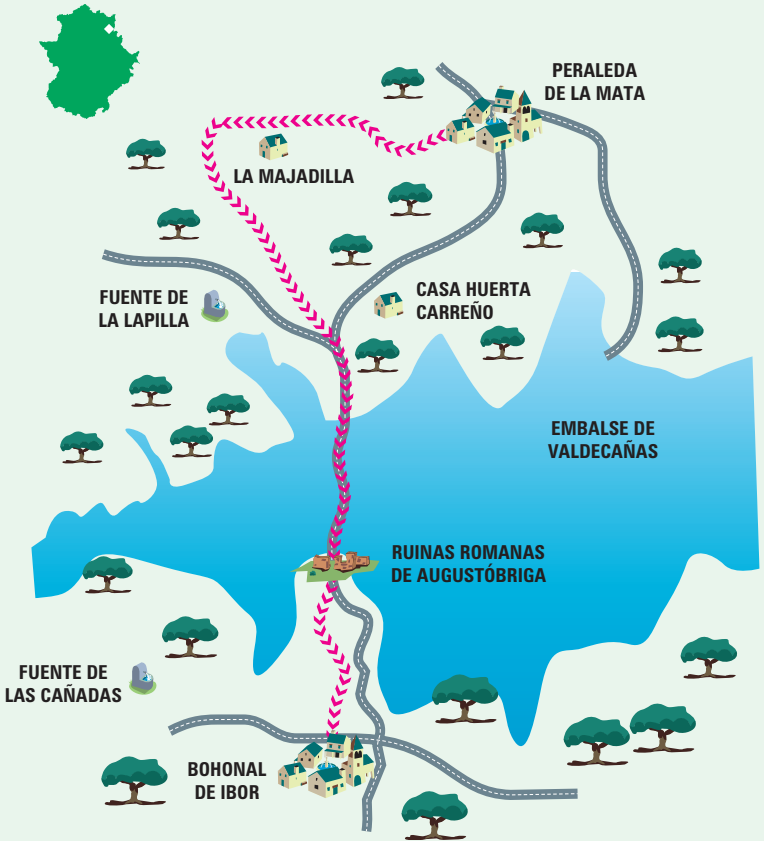 PERALEDA
DE LA MATA
LA MAJADILLA
FUENTE DE
LA LAPILLA
CASA HUERTA
CARREÑO
EMBALSE DE
VALDECAÑAS
RUINAS ROMANAS
DE AUGUSTÓBRIGA
FUENTE DE
LAS CAÑADAS
BOHONAL
DE IBOR